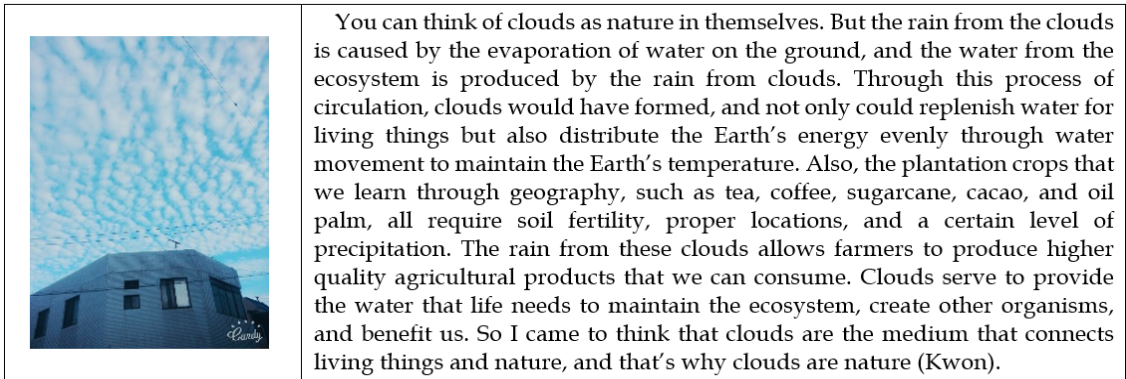 You can think of clouds as nature in themselves. But the rain from the clouds
is caused by the evaporation of water on the ground, and the water from the
ecosystem is produced by the rain from clouds. Through this process of
circulation, clouds would have formed, and not only could replenish water for
living things but also distribute the Earth’s energy evenly through water
movement to maintain the Earth’s temperature. Also, the plantation crops that
we learn through geography, such as tea, coffee, sugarcane, cacao, and oil
palm, all require soil fertility, proper locations, and a certain level of
precipitation. The rain from these clouds allows farmers to produce higher
quality agricultural products that we can consume. Clouds serve to provide
the water that life needs to maintain the ecosystem, create other organisms,
and benefit us. So I came to think that clouds are the medium that connects
living things and nature, and that’s why clouds are nature (Kwon).
Candy